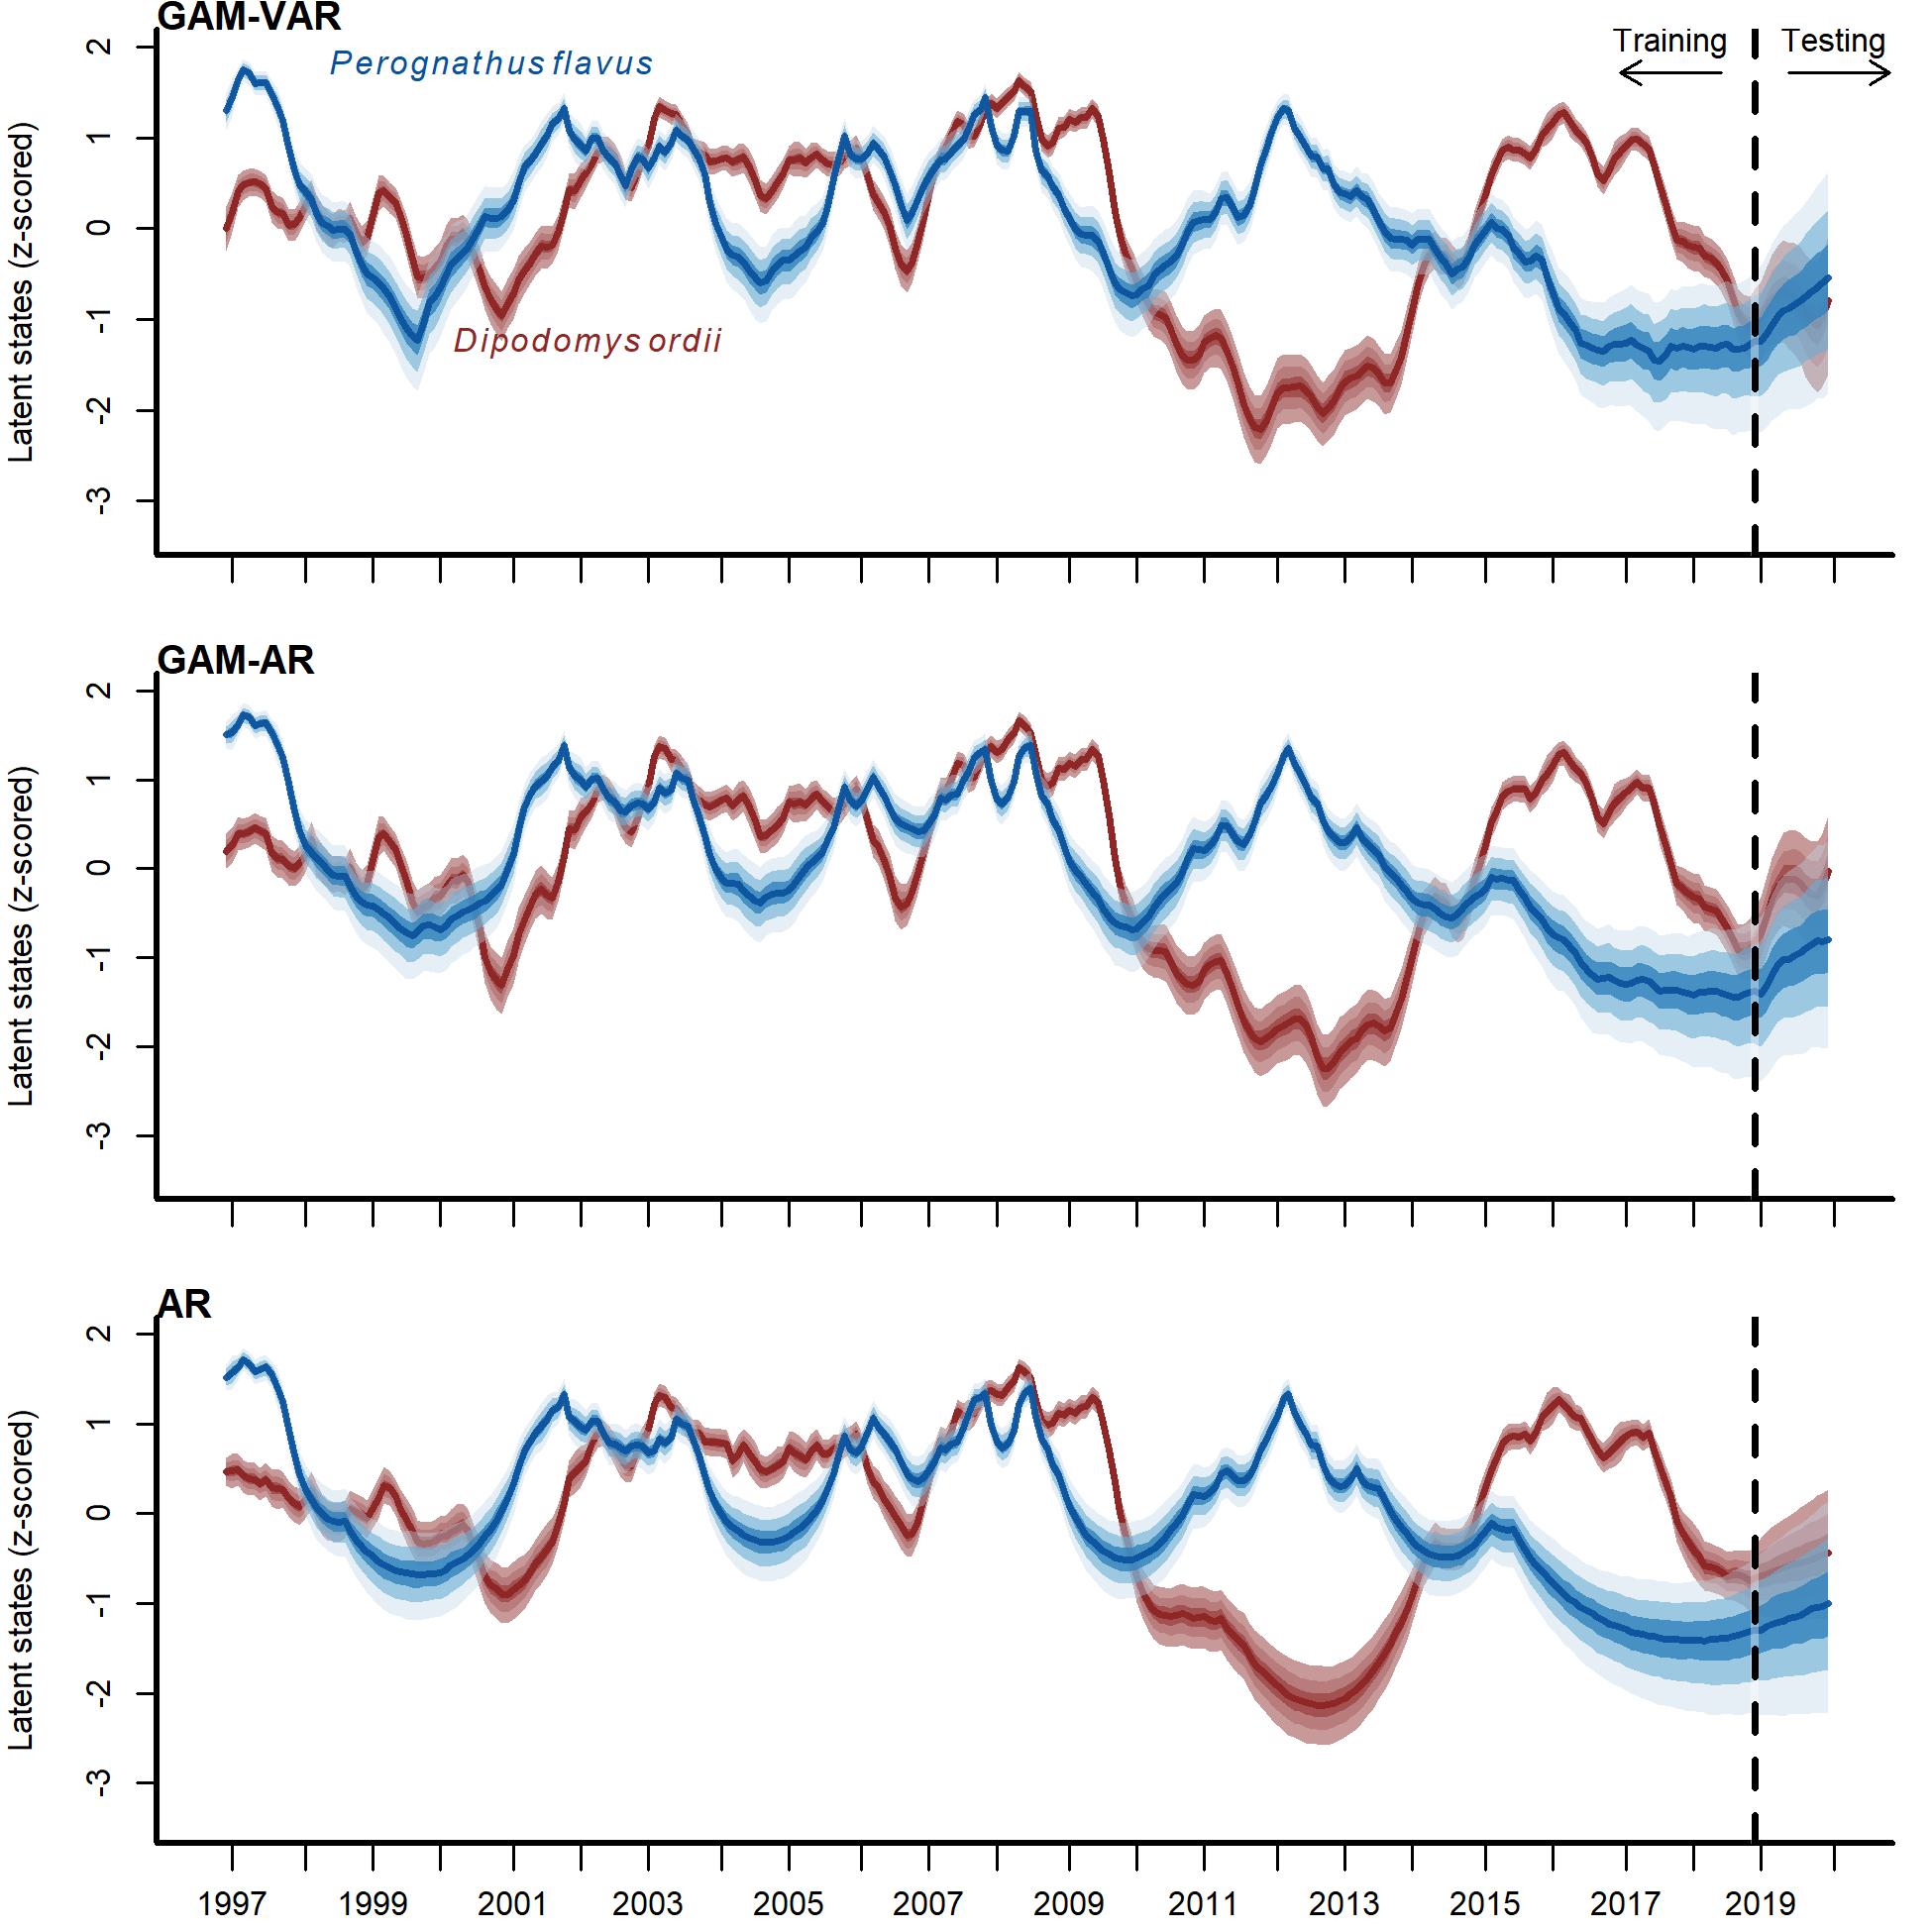 GAM-VAR
Perognathus flavus
Training Testing
Dipodomys ordii
Latent states (z-scored)
2
1
0
-1
-2
-3
GAM-AR
Latent states (z-scored)
2
1
0
-1
-2
-3
AR
Latent states (z-scored)
2
1
0
-1
-2
-3
1997 1999 2001 2003 2005 2007 2009 2011 2013 2015 2017 2019